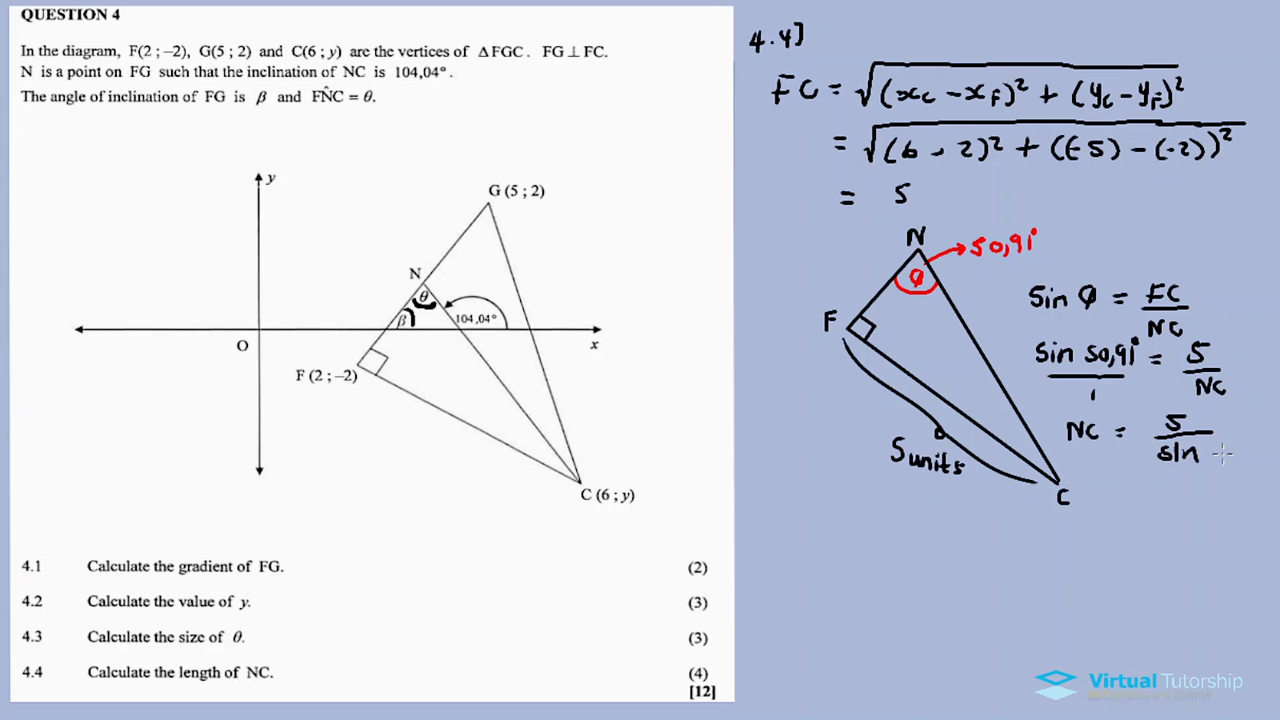 QUESTION 4
In the diagram, F(2 ; −2), G(5 ; 2) and C(6 ; y) are the vertices of ΔFGC. FG ⊥ FC.
N is a point on FG such that the inclination of NC is 104,04°.
The angle of inclination of FG is β and FN̂C = θ.
y
G (5 ; 2)
N
θ
β
104,04°
O
x
F (2 ; −2)
C (6 ; y)
4.1 Calculate the gradient of FG. (2)
4.2 Calculate the value of y. (3)
4.3 Calculate the size of θ. (3)
4.4 Calculate the length of NC. (4)
[12]
4.4]
FC = √(x_C − x_F)² + (y_C − y_F)²
= √(6 - 2)² + ((-5) − (-2))²
= 5
N
50,91°
θ
F
5 units
C
Sin θ = FC/NC
Sin 50,91° / 1 = 5/NC
NC = 5/sin
Virtual Tutorship